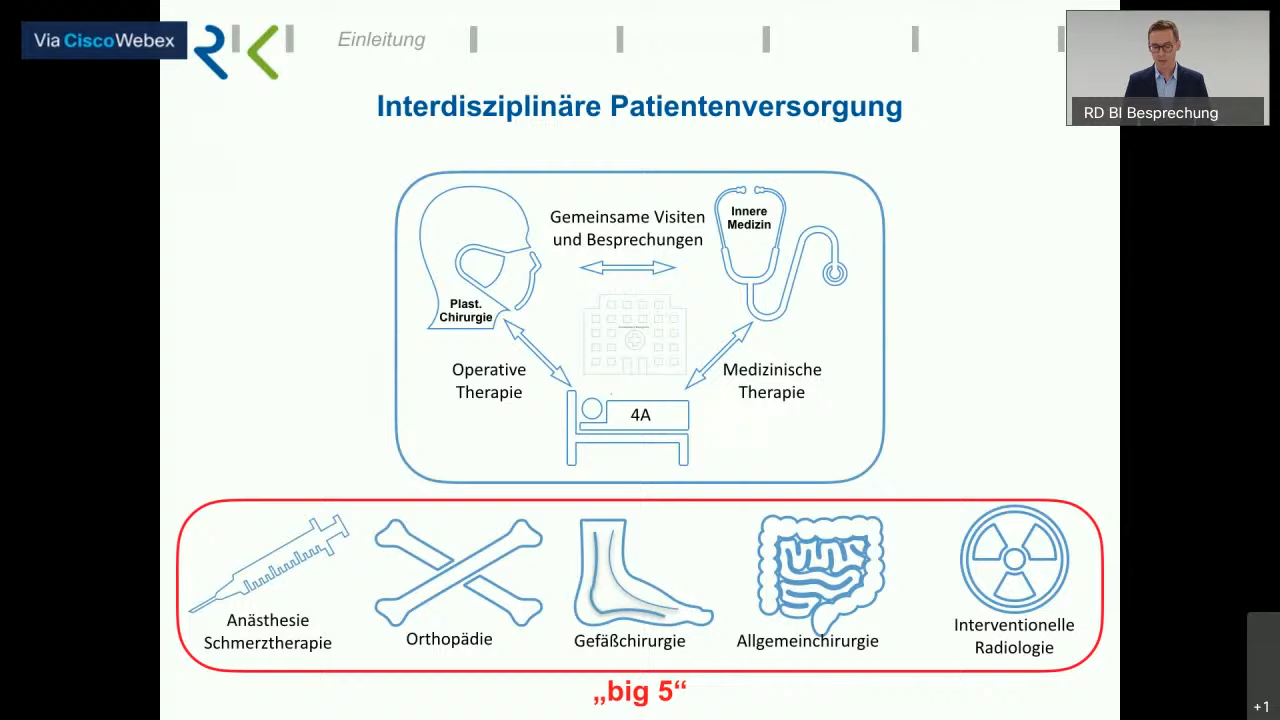 Via CiscoWebex
RK
Einleitung
RD BI Besprechung
Interdisziplinäre Patientenversorgung
Gemeinsame Visiten
und Besprechungen
Innere
Medizin
Plast.
Chirurgie
Operative
Therapie
Medizinische
Therapie
4A
Anästhesie
Schmerztherapie
Orthopädie
Gefäßchirurgie
Allgemeinchirurgie
Interventionelle
Radiologie
„big 5“
+1